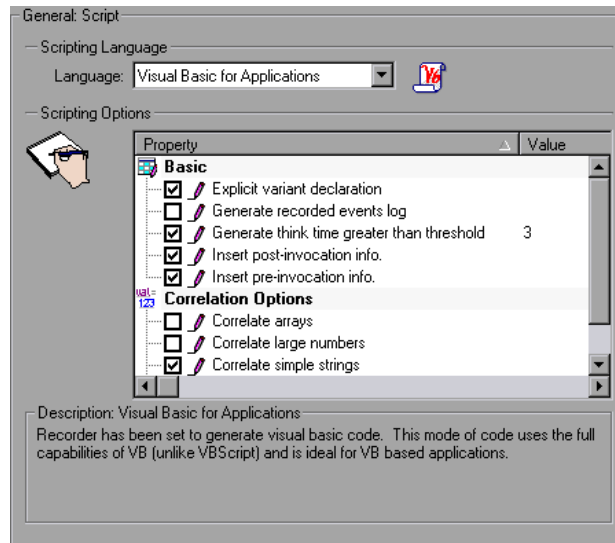 General: Script
Scripting Language
Language: Visual Basic for Applications
Scripting Options
Property Value
Basic
Explicit variant declaration
Generate recorded events log
Generate think time greater than threshold 3
Insert post-invocation info.
Insert pre-invocation info.
val=
123
Correlation Options
Correlate arrays
Correlate large numbers
Correlate simple strings
Description: Visual Basic for Applications
Recorder has been set to generate visual basic code. This mode of code uses the full
capabilities of VB (unlike VBScript) and is ideal for VB based applications.